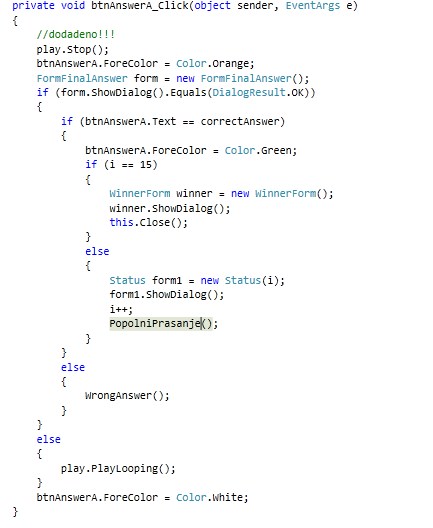 private void btnAnswerA_Click(object sender, EventArgs e)
{
//dodadeno!!!
play.Stop();
btnAnswerA.ForeColor = Color.Orange;
FormFinalAnswer form = new FormFinalAnswer();
if (form.ShowDialog().Equals(DialogResult.OK))
{
if (btnAnswerA.Text == correctAnswer)
{
btnAnswerA.ForeColor = Color.Green;
if (i == 15)
{
WinnerForm winner = new WinnerForm();
winner.ShowDialog();
this.Close();
}
else
{
Status form1 = new Status(i);
form1.ShowDialog();
i++;
PopolniPrasanje();
}
}
else
{
WrongAnswer();
}
}
else
{
play.PlayLooping();
}
btnAnswerA.ForeColor = Color.White;
}